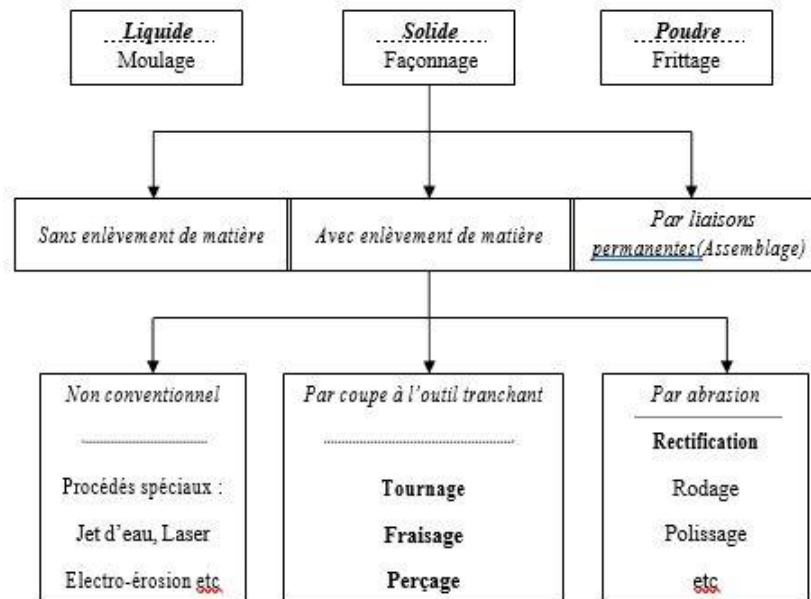 Liquide
Moulage
Solide
Façonnage
Poudre
Frittage
Sans enlèvement de matière
Avec enlèvement de matière
Par liaisons
permanentes(Assemblage)
Non conventionnel
Procédés spéciaux :
Jet d’eau, Laser
Electro-érosion etc
Par coupe à l’outil tranchant
Tournage
Fraisage
Perçage
Par abrasion
Rectification
Rodage
Polissage
etc